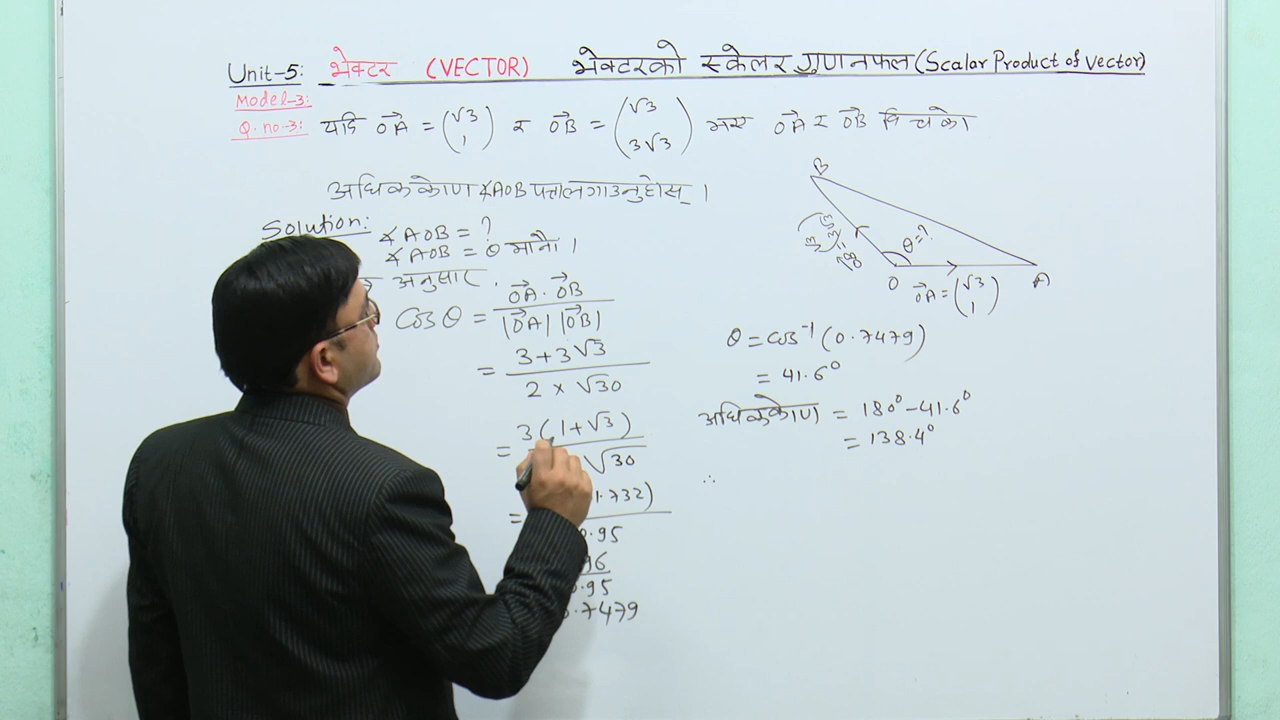 Unit-5: भेक्टर (VECTOR) भेक्टरको स्केलर गुणनफल (Scalar Product of Vector)
Model-3:
Q. no-3: यदि OA→ = (√3 1) र OB→ = (√3 3√3) भए OA→ र OB→ बिचको
अधिककोण ∡AOB पत्ता लगाउनुहोस् ।
Solution:
∡AOB = ?
∡AOB = θ मानौं ।
अनुसार,
Cos θ = OA→ . OB→ / |OA→| |OB→|
= 3+3√3 / 2 × √30
= 3(1+√3) / √30
= 1.732) / .95
= 96 / .95
.7479
B
θ=?
O
A
OA→ = (√3 1)
θ = cos⁻¹ (0.7479)
= 41.6°
अधिककोण = 180° - 41.6°
= 138.4°
∴